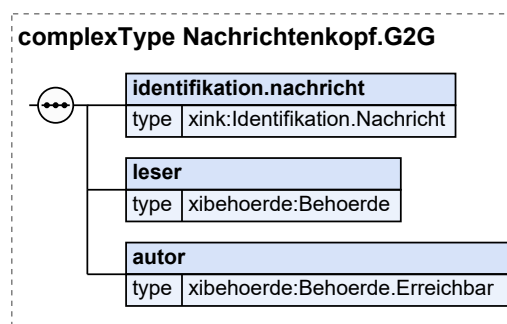 complexType Nachrichtenkopf.G2G
identifikation.nachricht
type xink:Identifikation.Nachricht
leser
type xibehoerde:Behoerde
autor
type xibehoerde:Behoerde.Erreichbar